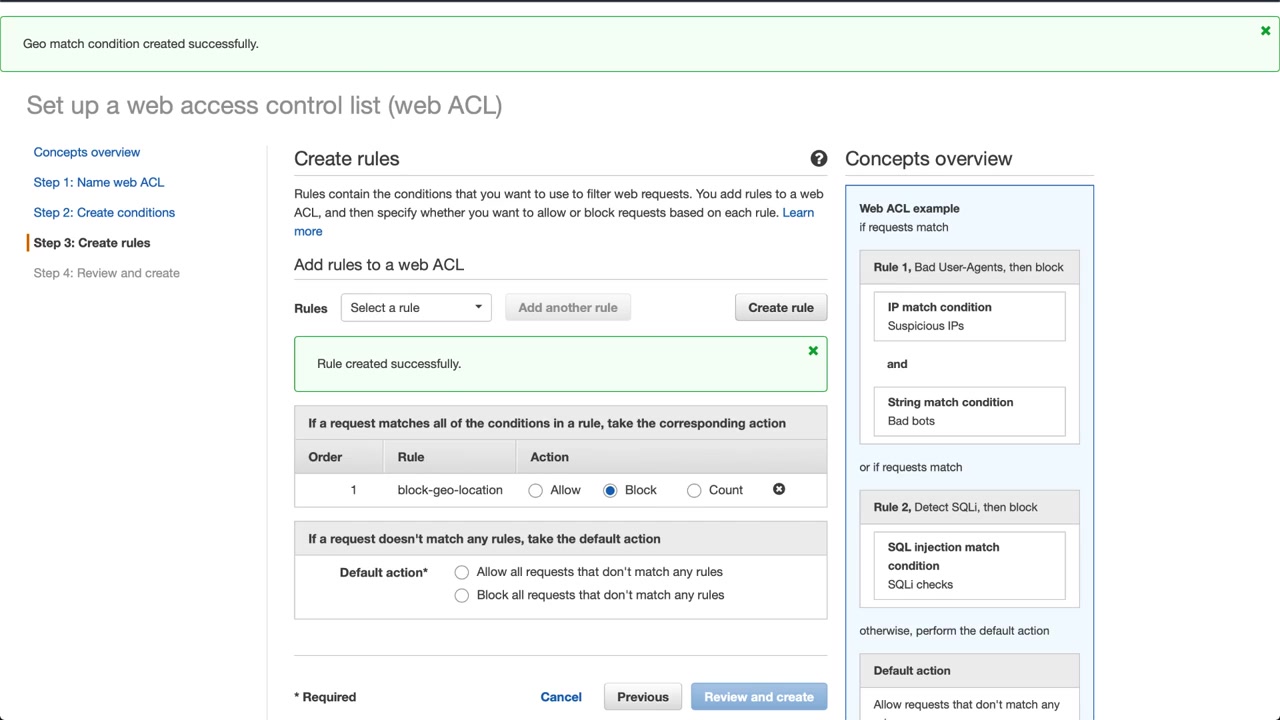 Geo match condition created successfully.
Set up a web access control list (web ACL)
Concepts overview
Step 1: Name web ACL
Step 2: Create conditions
Step 3: Create rules
Step 4: Review and create
Create rules
Rules contain the conditions that you want to use to filter web requests. You add rules to a web
ACL, and then specify whether you want to allow or block requests based on each rule. Learn
more
Add rules to a web ACL
Rules Select a rule Add another rule Create rule
Rule created successfully.
If a request matches all of the conditions in a rule, take the corresponding action
Order Rule Action
1 block-geo-location Allow Block Count
If a request doesn't match any rules, take the default action
Default action* Allow all requests that don't match any rules
Block all requests that don't match any rules
* Required Cancel Previous Review and create
Concepts overview
Web ACL example
if requests match
Rule 1, Bad User-Agents, then block
IP match condition
Suspicious IPs
and
String match condition
Bad bots
or if requests match
Rule 2, Detect SQLi, then block
SQL injection match
condition
SQLi checks
otherwise, perform the default action
Default action
Allow requests that don't match any